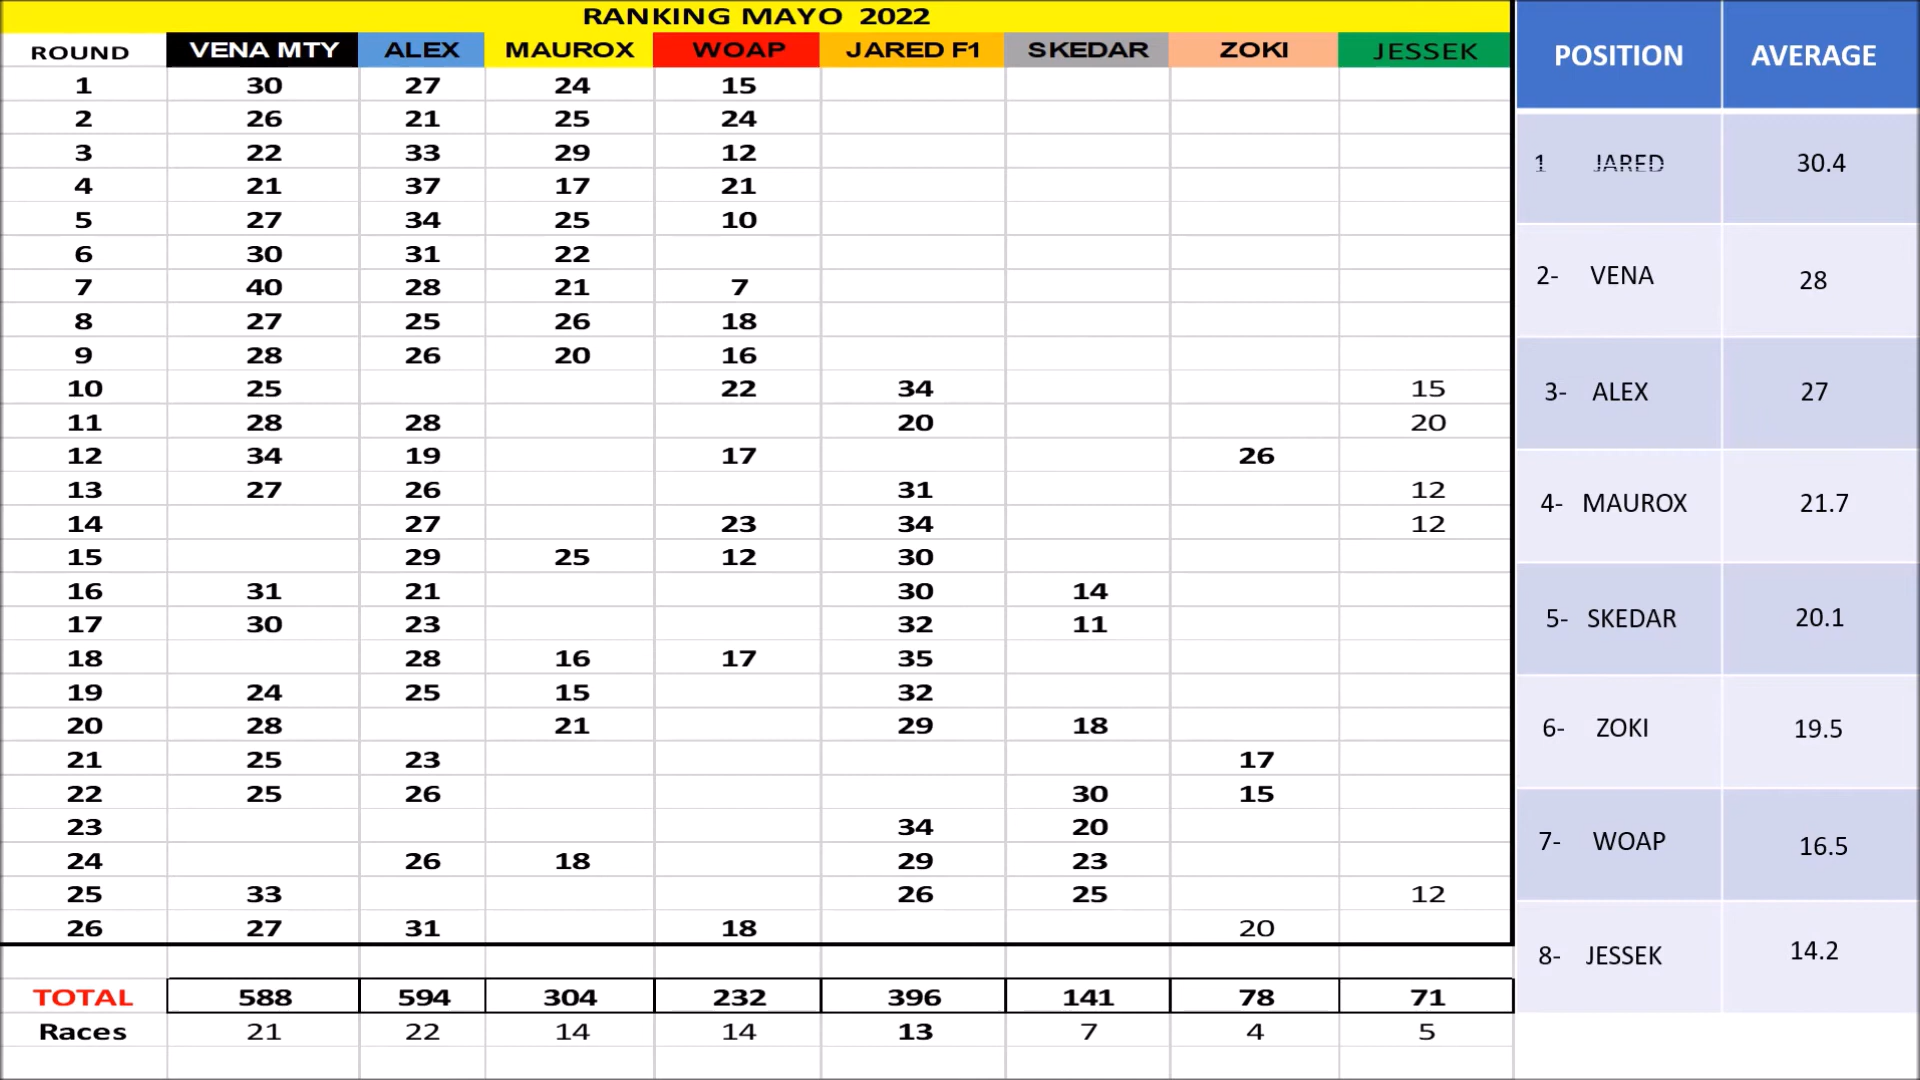 RANKING MAYO 2022
ROUND VENA MTY ALEX MAUROX WOAP JARED F1 SKEDAR ZOKI JESSEK
1 30 27 24 15
2 26 21 25 24
3 22 33 29 12
4 21 37 17 21
5 27 34 25 10
6 30 31 22
7 40 28 21 7
8 27 25 26 18
9 28 26 20 16
10 25 22 34 15
11 28 28 20 20
12 34 19 17 26
13 27 26 31 12
14 27 23 34 12
15 29 25 12 30
16 31 21 30 14
17 30 23 32 11
18 28 16 17 35
19 24 25 15 32
20 28 21 29 18
21 25 23 17
22 25 26 30 15
23 34 20
24 26 18 29 23
25 33 26 25 12
26 27 31 18 20
TOTAL 588 594 304 232 396 141 78 71
Races 21 22 14 14 13 7 4 5
POSITION AVERAGE
1 JARED 30.4
2- VENA 28
3- ALEX 27
4- MAUROX 21.7
5- SKEDAR 20.1
6- ZOKI 19.5
7- WOAP 16.5
8- JESSEK 14.2